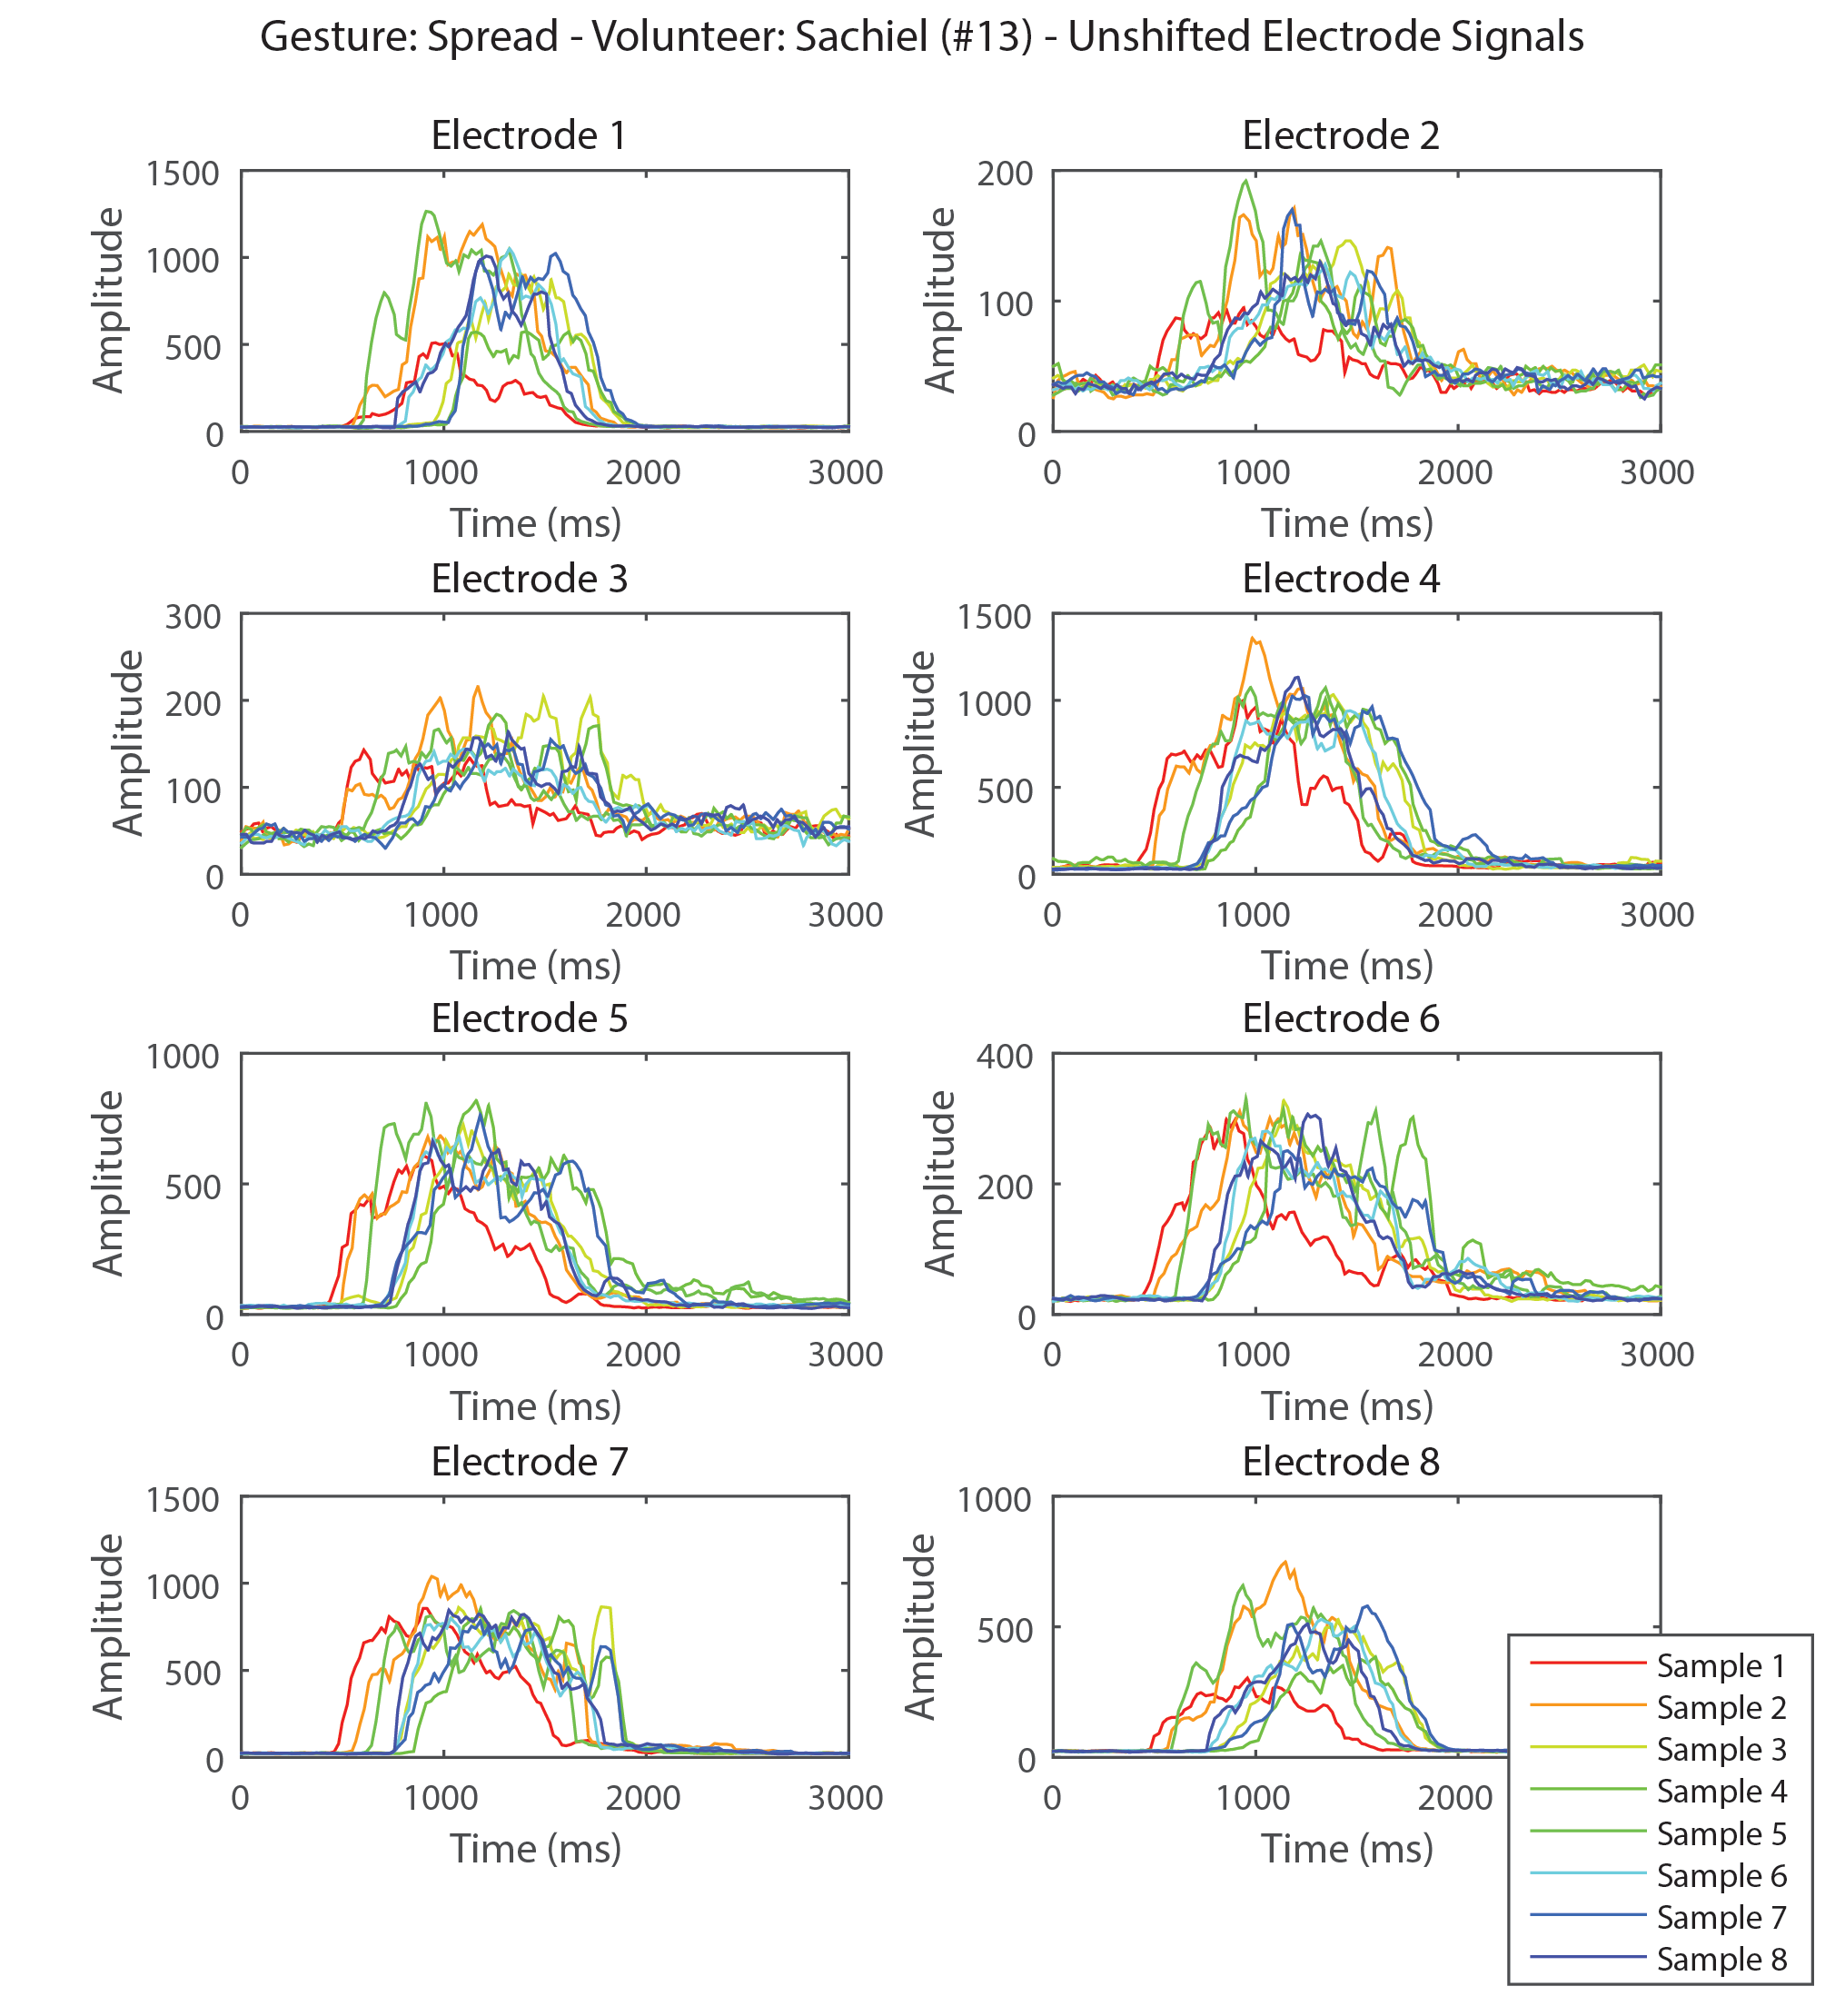 Gesture: Spread - Volunteer: Sachiel (#13) - Unshifted Electrode Signals
Electrode 1
1500
1000
500
0
Amplitude
0 1000 2000 3000
Time (ms)
Electrode 2
200
100
0
Amplitude
0 1000 2000 3000
Time (ms)
Electrode 3
300
200
100
0
Amplitude
0 1000 2000 3000
Time (ms)
Electrode 4
1500
1000
500
0
Amplitude
0 1000 2000 3000
Time (ms)
Electrode 5
1000
500
0
Amplitude
0 1000 2000 3000
Time (ms)
Electrode 6
400
200
0
Amplitude
0 1000 2000 3000
Time (ms)
Electrode 7
1500
1000
500
0
Amplitude
0 1000 2000 3000
Time (ms)
Electrode 8
1000
500
0
Amplitude
0 1000 2000
Time (ms)
Sample 1
Sample 2
Sample 3
Sample 4
Sample 5
Sample 6
Sample 7
Sample 8